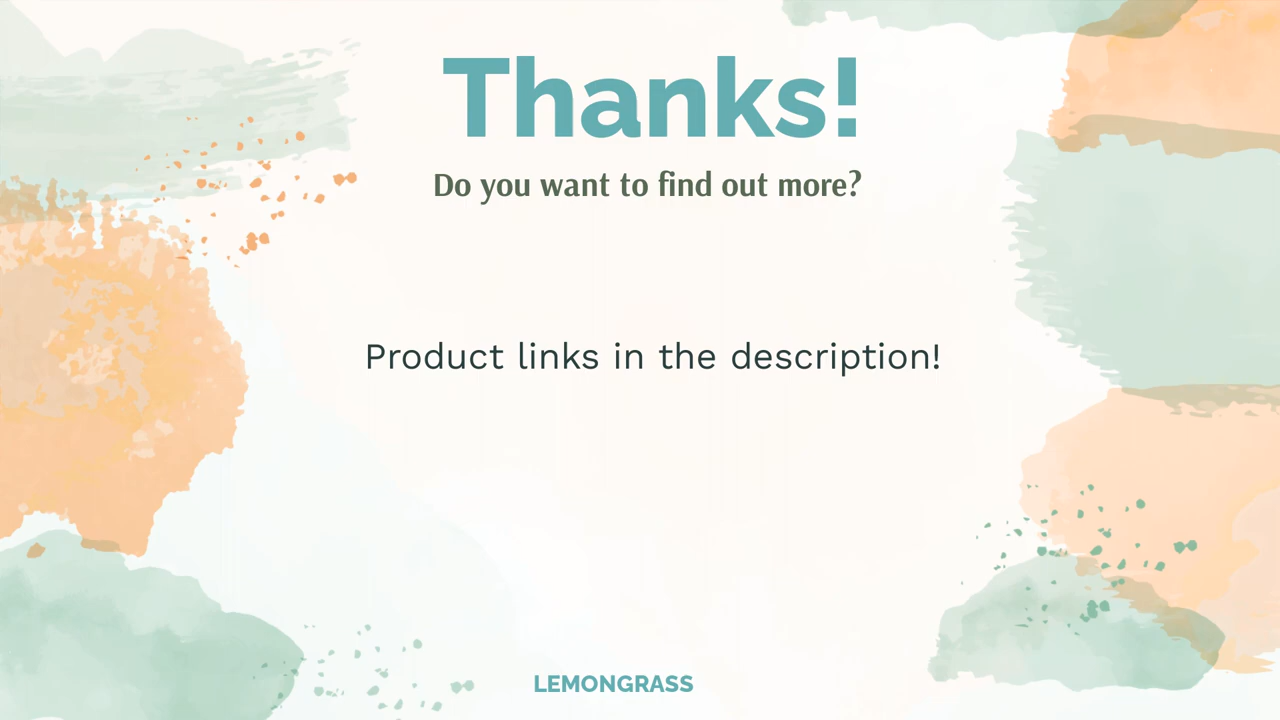 Thanks!
Do you want to find out more?
Product links in the description!
LEMONGRASS